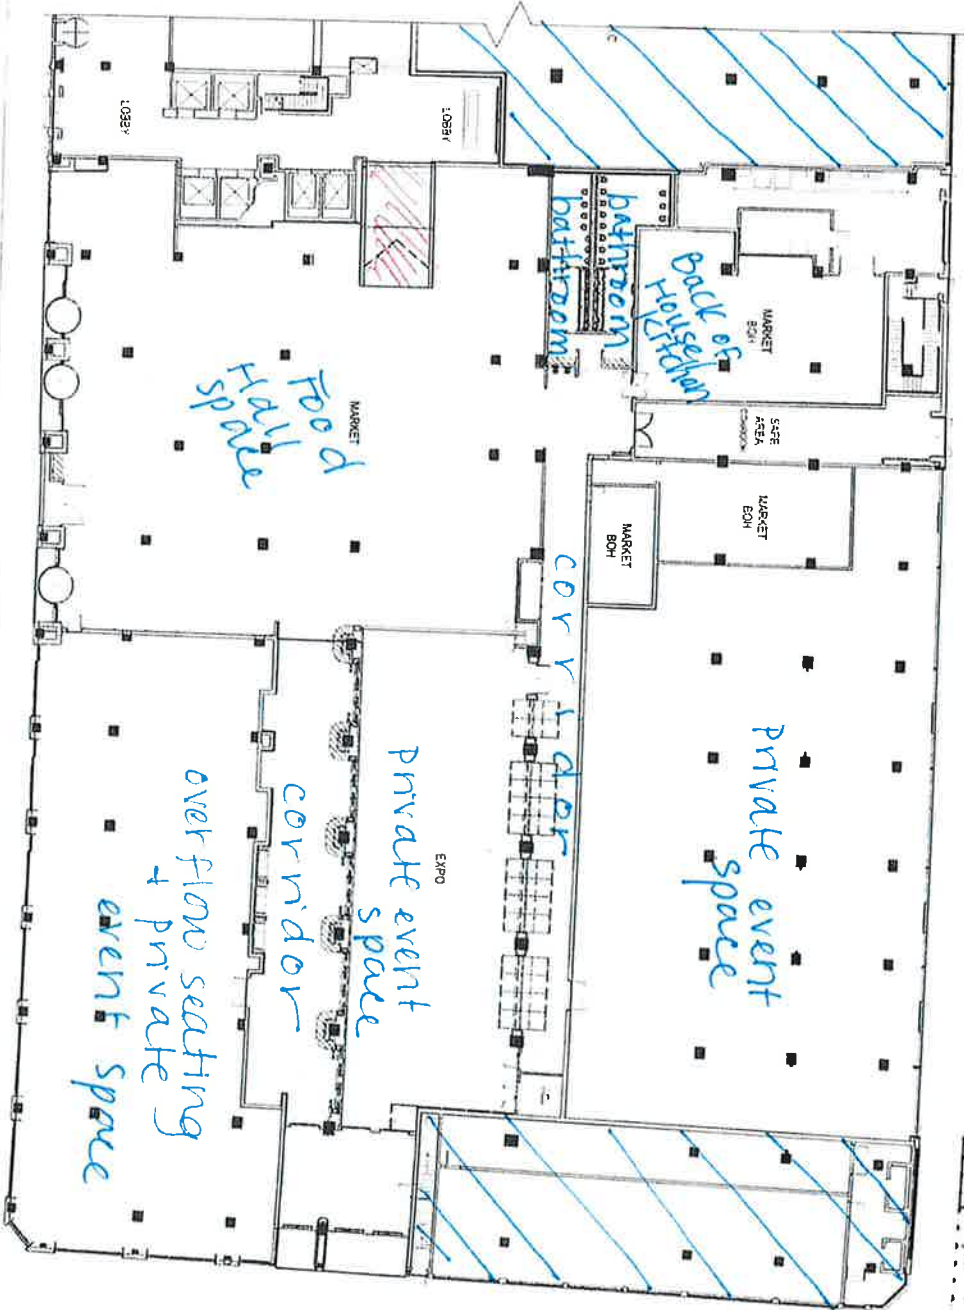 C
LOBBY
LOBBY
bathroom
bathroom
Back of
House/
kitchen
MARKET
BOH
SAFE
AREA
MARKET
BOH
MARKET
BOH
Food
Hall
space
MARKET
corridor
private event
space
private event
space
EXPO
corridor
overflow seating
+ private
event space